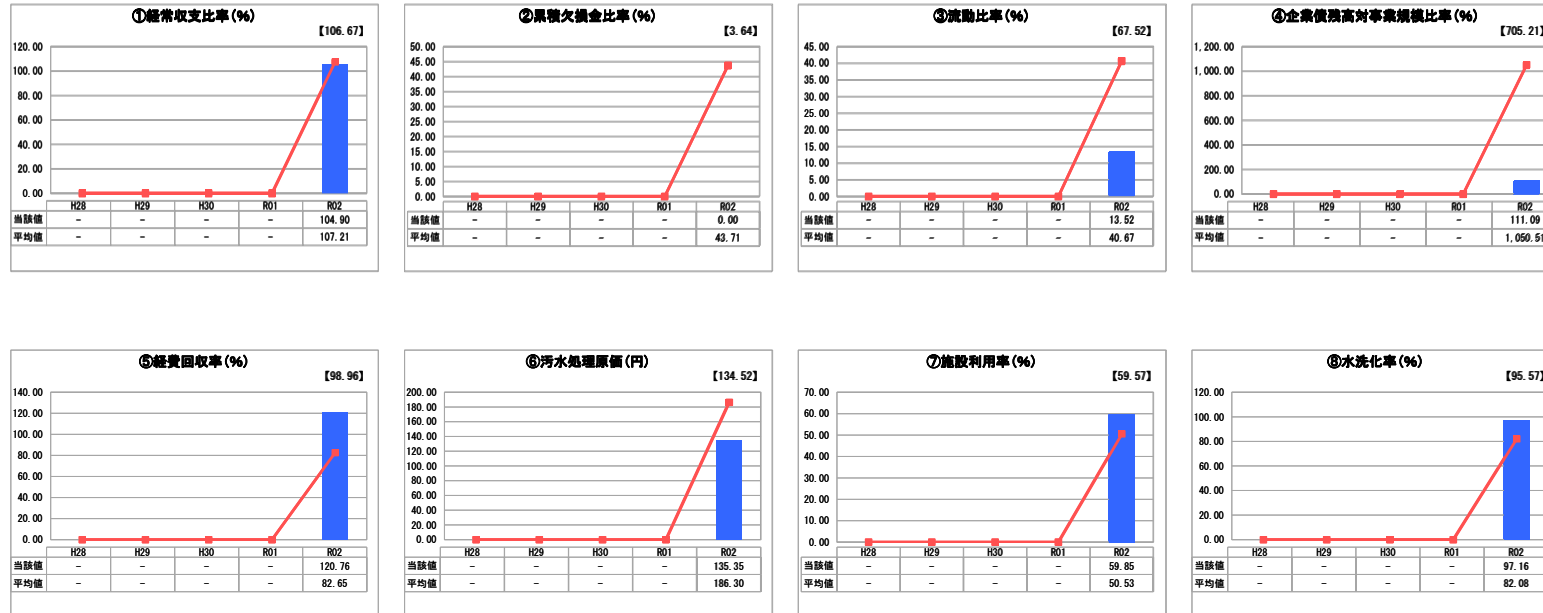 ①経常収支比率(%)
【106.67】
120.00
100.00
80.00
60.00
40.00
20.00
0.00
H28 H29 H30 R01 R02
当該値 - - - - 104.90
平均値 - - - - 107.21
②累積欠損金比率(%)
【3.64】
50.00
45.00
40.00
35.00
30.00
25.00
20.00
15.00
10.00
5.00
0.00
H28 H29 H30 R01 R02
当該値 - - - - 0.00
平均値 - - - - 43.71
③流動比率(%)
【67.52】
45.00
40.00
35.00
30.00
25.00
20.00
15.00
10.00
5.00
0.00
H28 H29 H30 R01 R02
当該値 - - - - 13.52
平均値 - - - - 40.67
④企業債残高対事業規模比率(%)
【705.21】
1,200.00
1,000.00
800.00
600.00
400.00
200.00
0.00
H28 H29 H30 R01 R02
当該値 - - - - 111.09
平均値 - - - - 1,050.51
⑤経費回収率(%)
【98.96】
140.00
120.00
100.00
80.00
60.00
40.00
20.00
0.00
H28 H29 H30 R01 R02
当該値 - - - - 120.76
平均値 - - - - 82.65
⑥汚水処理原価(円)
【134.52】
200.00
180.00
160.00
140.00
120.00
100.00
80.00
60.00
40.00
20.00
0.00
H28 H29 H30 R01 R02
当該値 - - - - 135.35
平均値 - - - - 186.30
⑦施設利用率(%)
【59.57】
70.00
60.00
50.00
40.00
30.00
20.00
10.00
0.00
H28 H29 H30 R01 R02
当該値 - - - - 59.85
平均値 - - - - 50.53
⑧水洗化率(%)
【95.57】
120.00
100.00
80.00
60.00
40.00
20.00
0.00
H28 H29 H30 R01 R02
当該値 - - - - 97.16
平均値 - - - - 82.08